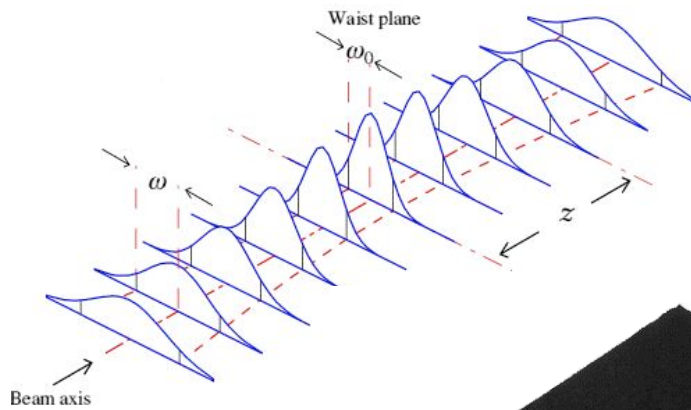 Waist plane
ω₀
ω
z
Beam axis